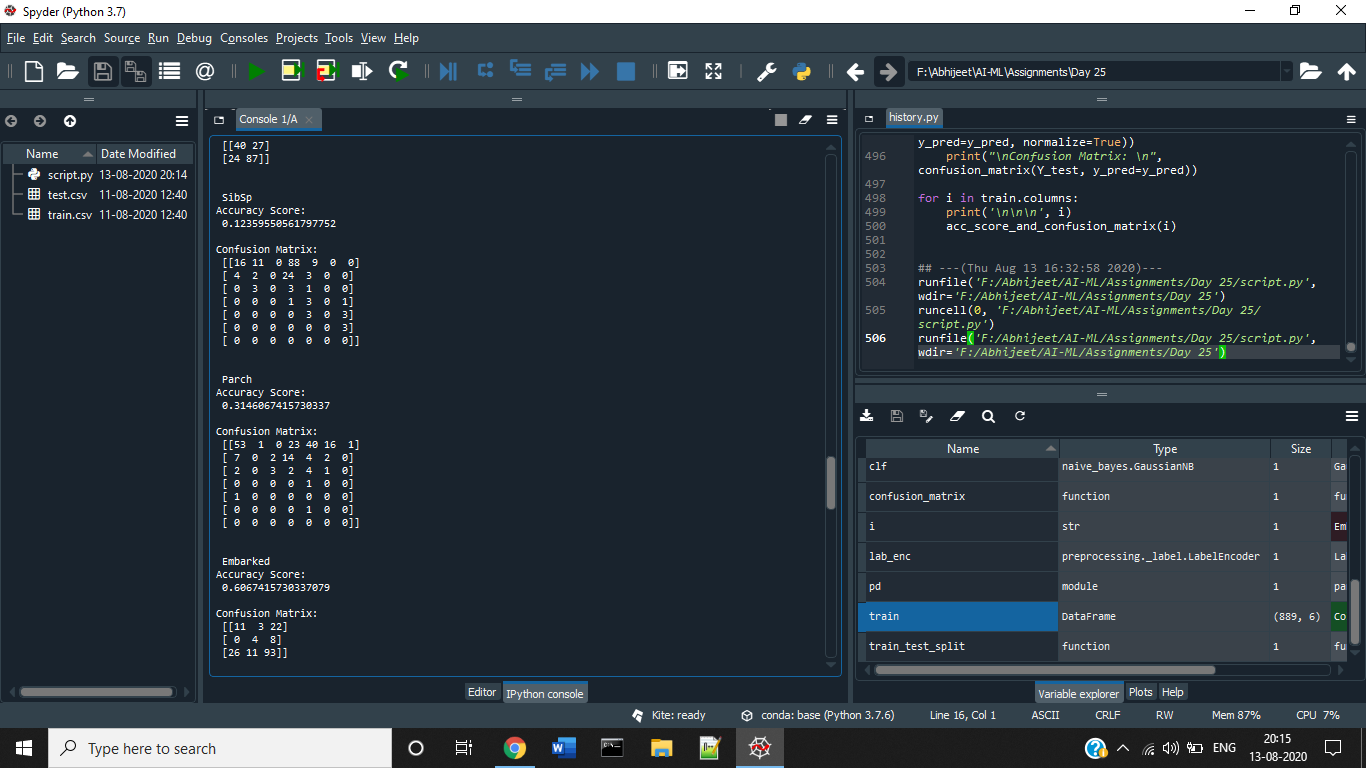 Spyder (Python 3.7)
File Edit Search Source Run Debug Consoles Projects Tools View Help
F:\Abhijeet\AI-ML\Assignments\Day 25
Name Date Modified
script.py 13-08-2020 20:14
test.csv 11-08-2020 12:40
train.csv 11-08-2020 12:40
Console 1/A
[[40 27]
[24 87]]
SibSp
Accuracy Score:
0.12359550561797752
Confusion Matrix:
[[16 11 0 88 9 0 0]
[ 4 2 0 24 3 0 0]
[ 0 3 0 3 1 0 0]
[ 0 0 0 1 3 0 1]
[ 0 0 0 0 3 0 3]
[ 0 0 0 0 0 0 3]
[ 0 0 0 0 0 0 0]]
Parch
Accuracy Score:
0.3146067415730337
Confusion Matrix:
[[53 1 0 23 40 16 1]
[ 7 0 2 14 4 2 0]
[ 2 0 3 2 4 1 0]
[ 0 0 0 0 1 0 0]
[ 1 0 0 0 0 0 0]
[ 0 0 0 0 1 0 0]
[ 0 0 0 0 0 0 0]]
Embarked
Accuracy Score:
0.6067415730337079
Confusion Matrix:
[[11 3 22]
[ 0 4 8]
[26 11 93]]
Editor IPython console
history.py
y_pred=y_pred, normalize=True))
496 print("\nConfusion Matrix: \n",
confusion_matrix(Y_test, y_pred=y_pred))
497
498 for i in train.columns:
499 print('\n\n\n', i)
500 acc_score_and_confusion_matrix(i)
501
502
503 ## ---(Thu Aug 13 16:32:58 2020)---
504 runfile('F:/Abhijeet/AI-ML/Assignments/Day 25/script.py',
wdir='F:/Abhijeet/AI-ML/Assignments/Day 25')
505 runcell(0, 'F:/Abhijeet/AI-ML/Assignments/Day 25/
script.py')
506 runfile('F:/Abhijeet/AI-ML/Assignments/Day 25/script.py',
wdir='F:/Abhijeet/AI-ML/Assignments/Day 25')
Name Type Size
clf naive_bayes.GaussianNB 1 Ga
confusion_matrix function 1 fu
i str 1 Em
lab_enc preprocessing._label.LabelEncoder 1 La
pd module 1 pa
train DataFrame (889, 6) Co
train_test_split function 1 fu
Variable explorer Plots Help
Kite: ready conda: base (Python 3.7.6) Line 16, Col 1 ASCII CRLF RW Mem 87% CPU 7%
Type here to search
ENG
20:15
13-08-2020